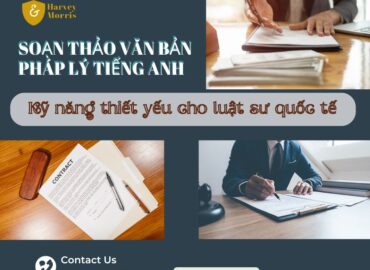 &
Harvey
Morris
SOẠN THẢO VĂN BẢN
PHÁP LÝ TIẾNG ANH
Kỹ năng thiết yếu cho luật sư quốc tế
CONTRACT
Contact Us